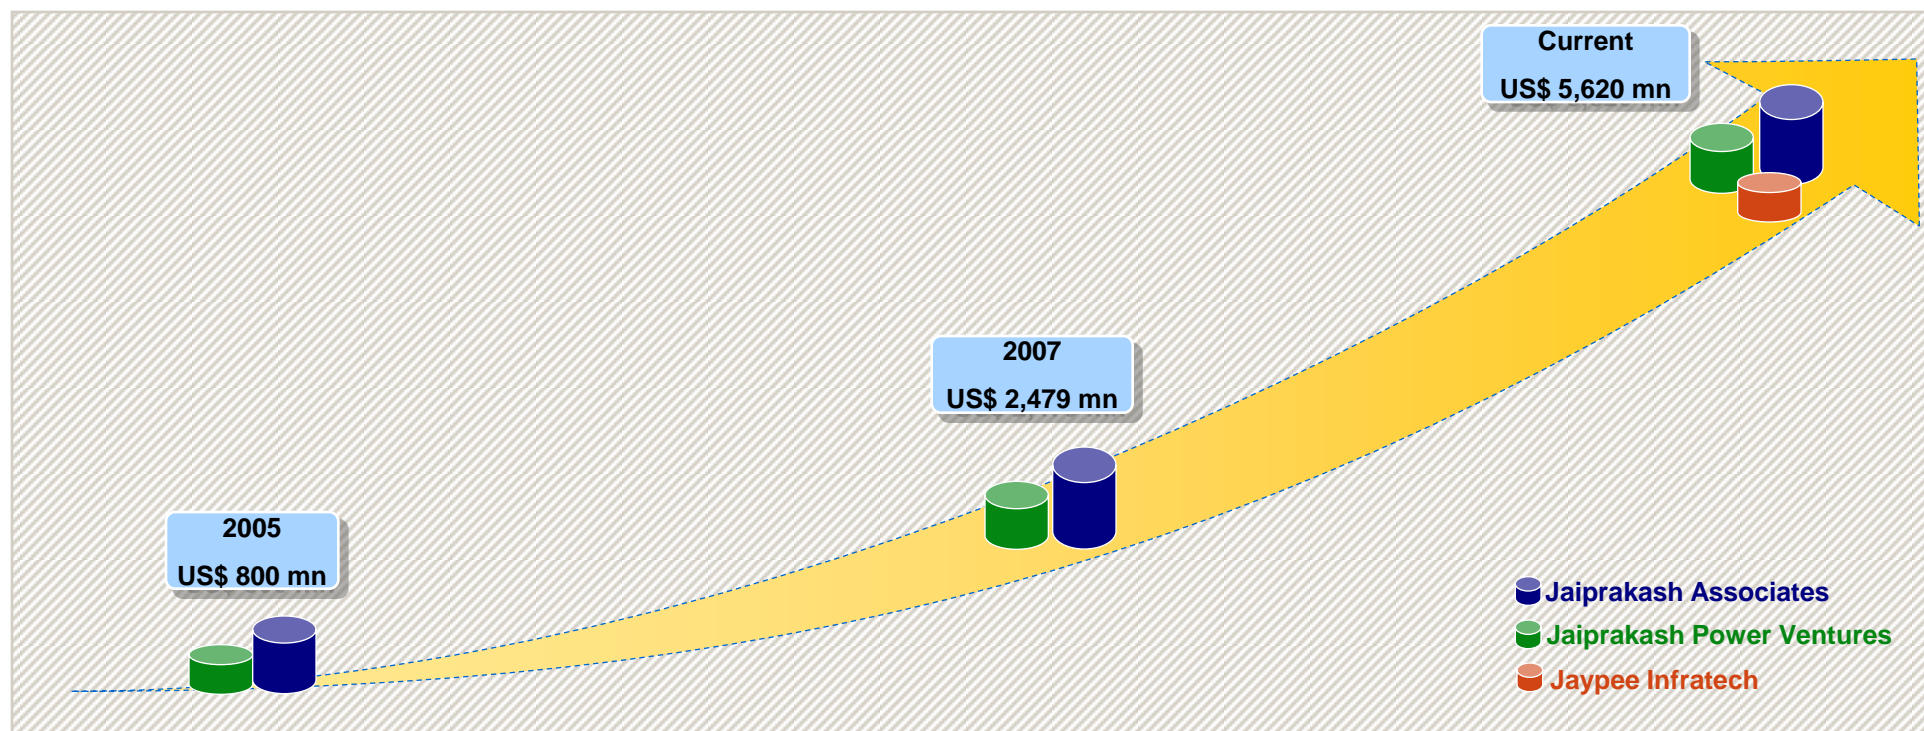 Current
US$ 5,620 mn
2007
US$ 2,479 mn
2005
US$ 800 mn
Jaiprakash Associates
Jaiprakash Power Ventures
Jaypee Infratech